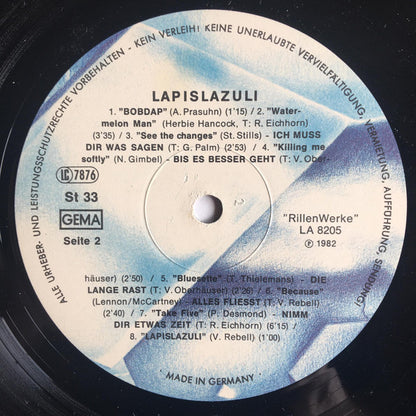 ALLE URHEBER- UND LEISTUNGSSCHUTZRECHTE VORBEHALTEN - KEIN VERLEIH! KEINE UNERLAUBTE VERVIELFÄLTIGUNG, VERMIETUNG, AUFFÜHRUNG, SENDUNG!
LAPISLAZULI
1. "BOBDAP" (A. Prasuhn) (1'15) / 2. "Water-
melon Man" (Herbie Hancock, T: R. Eichhorn)
(3'35) / 3. "See the changes" (St. Stills) - ICH MUSS
DIR WAS SAGEN (T: G. Palm) (2'53) / 4. "Killing me
softly" (N. Gimbel) - BIS ES BESSER GEHT (T: V. Ober-
LC 7876
St 33
GEMA
Seite 2
"RillenWerke"
LA 8205
℗ 1982
häuser) (2'50) / 5. "Bluesette" (T. Thielemans) - DIE
LANGE RAST (T: V. Oberhäuser) (2'26) / 6. "Because"
(Lennon/McCartney) - ALLES FLIESST (T: V. Rebell)
(2'40) / 7. "Take Five" (P. Desmond) - NIMM
DIR ETWAS ZEIT (T: R. Eichhorn) (6'15) /
8. "LAPISLAZULI" (V. Rebell) (1'00)
· MADE IN GERMANY ·